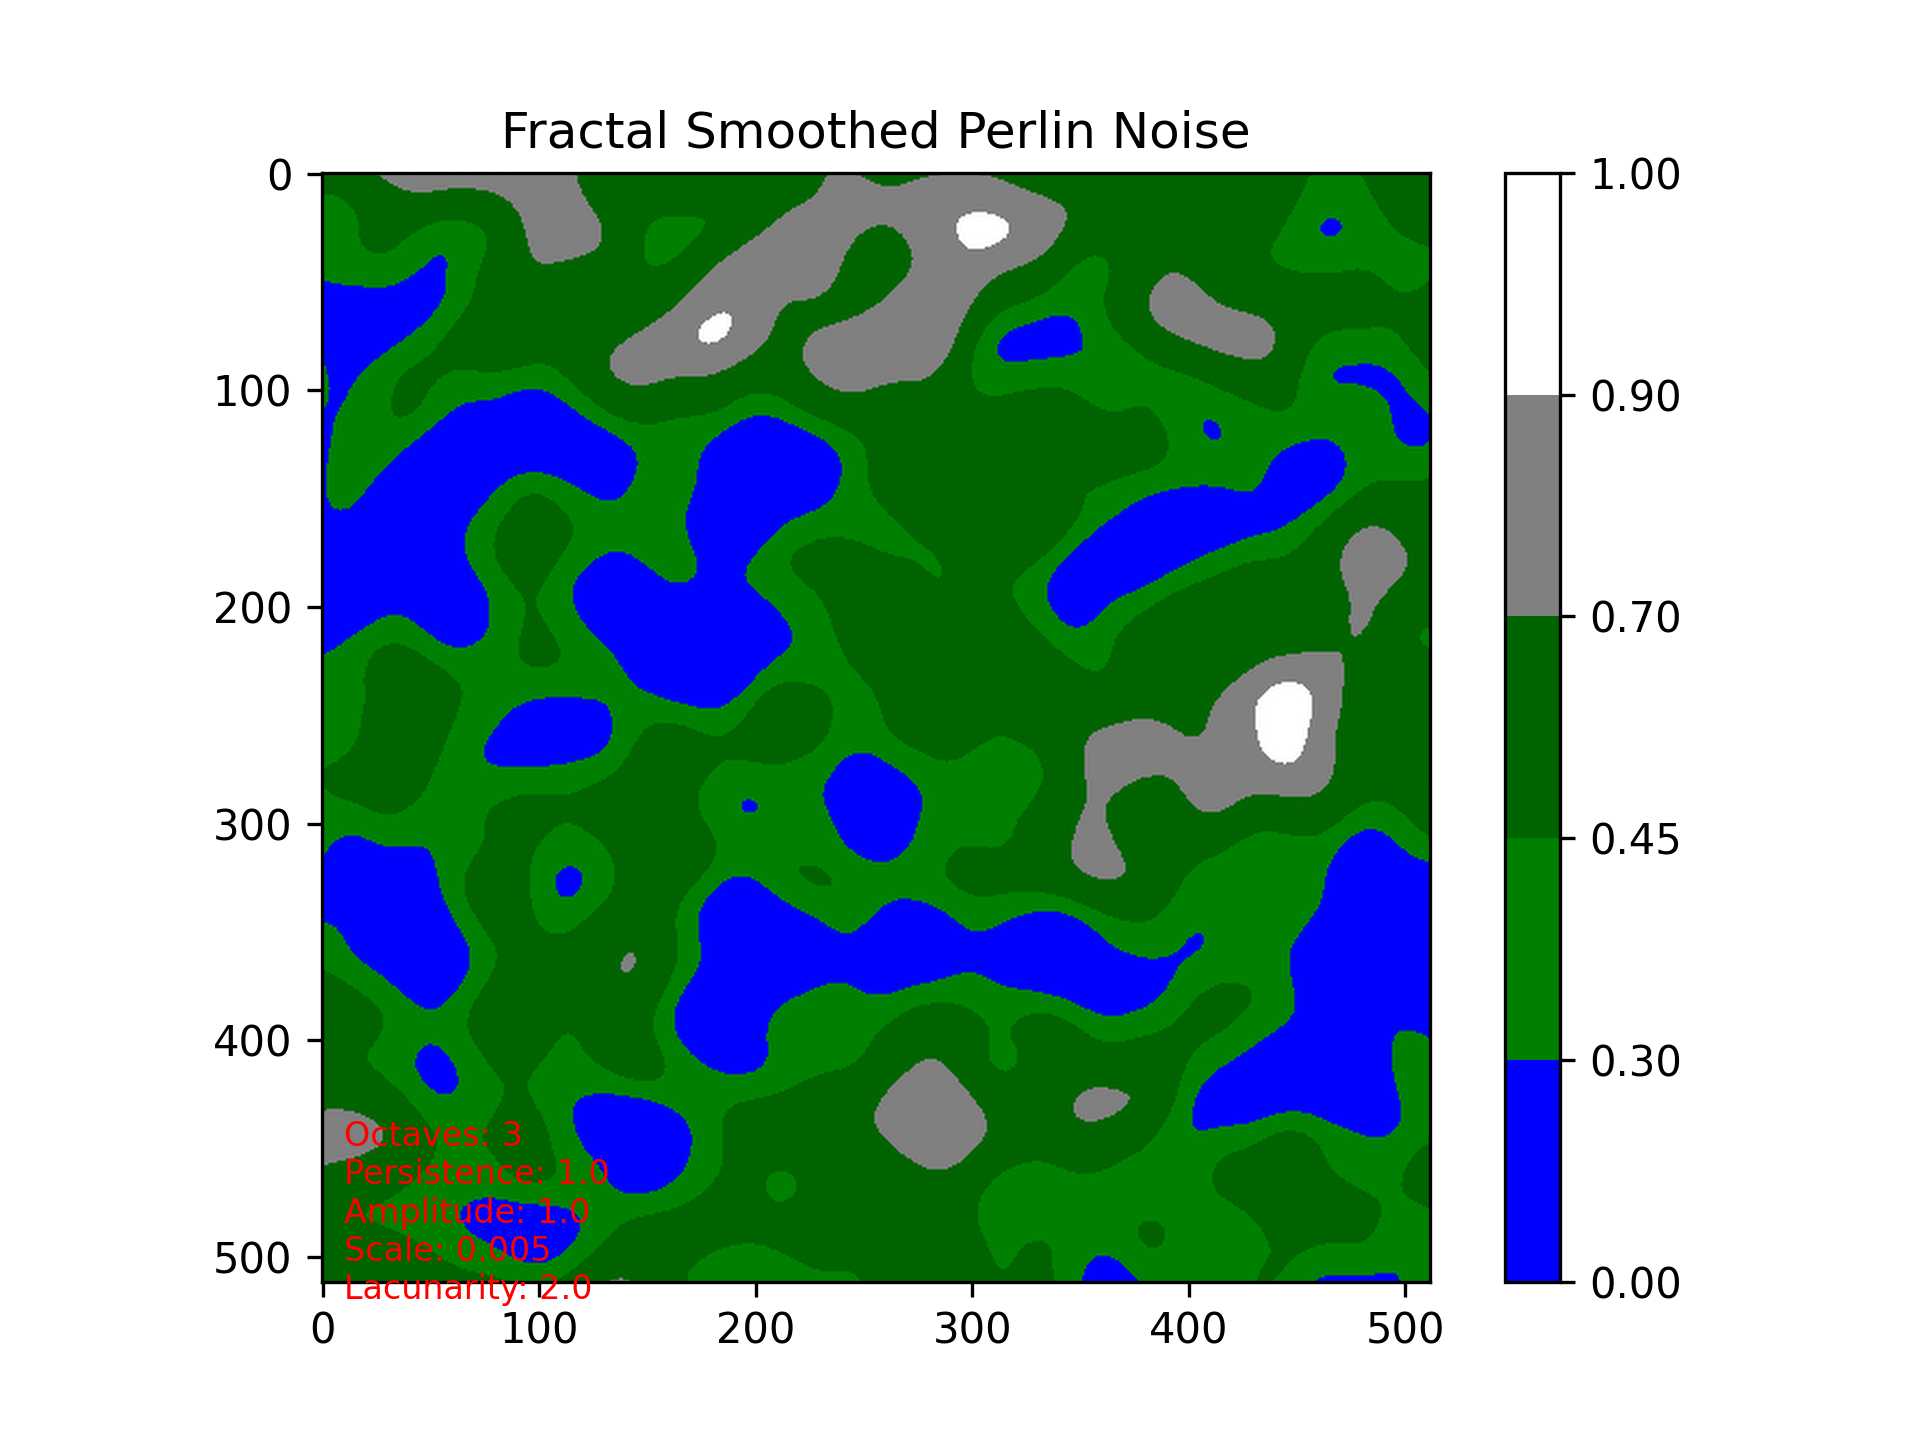 Fractal Smoothed Perlin Noise
0
100
200
300
400
500
Octaves: 3
Persistence: 1.0
Amplitude: 1.0
Scale: 0.005
Lacunarity: 2.0
0 100 200 300 400 500
1.00
0.90
0.70
0.45
0.30
0.00